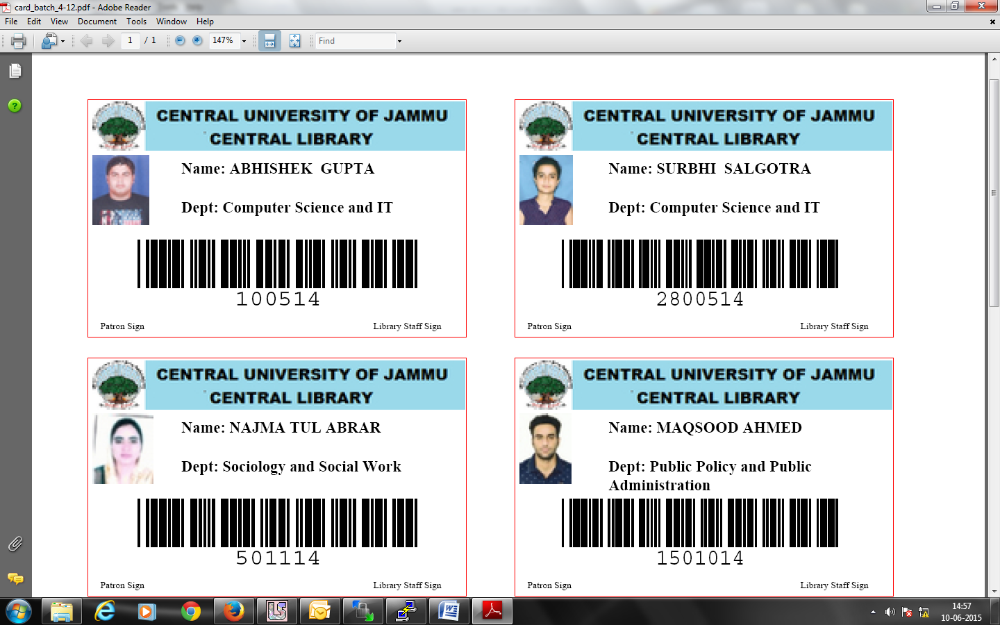 card_batch_4-12.pdf - Adobe Reader
File Edit View Document Tools Window Help
1 / 1 147% Find
CENTRAL UNIVERSITY OF JAMMU
CENTRAL LIBRARY
Name: ABHISHEK GUPTA
Dept: Computer Science and IT
100514
Patron Sign Library Staff Sign
CENTRAL UNIVERSITY OF JAMMU
CENTRAL LIBRARY
Name: SURBHI SALGOTRA
Dept: Computer Science and IT
2800514
Patron Sign Library Staff Sign
CENTRAL UNIVERSITY OF JAMMU
CENTRAL LIBRARY
Name: NAJMA TUL ABRAR
Dept: Sociology and Social Work
501114
Patron Sign Library Staff Sign
CENTRAL UNIVERSITY OF JAMMU
CENTRAL LIBRARY
Name: MAQSOOD AHMED
Dept: Public Policy and Public
Administration
1501014
Patron Sign Library Staff Sign
14:57
10-06-2015